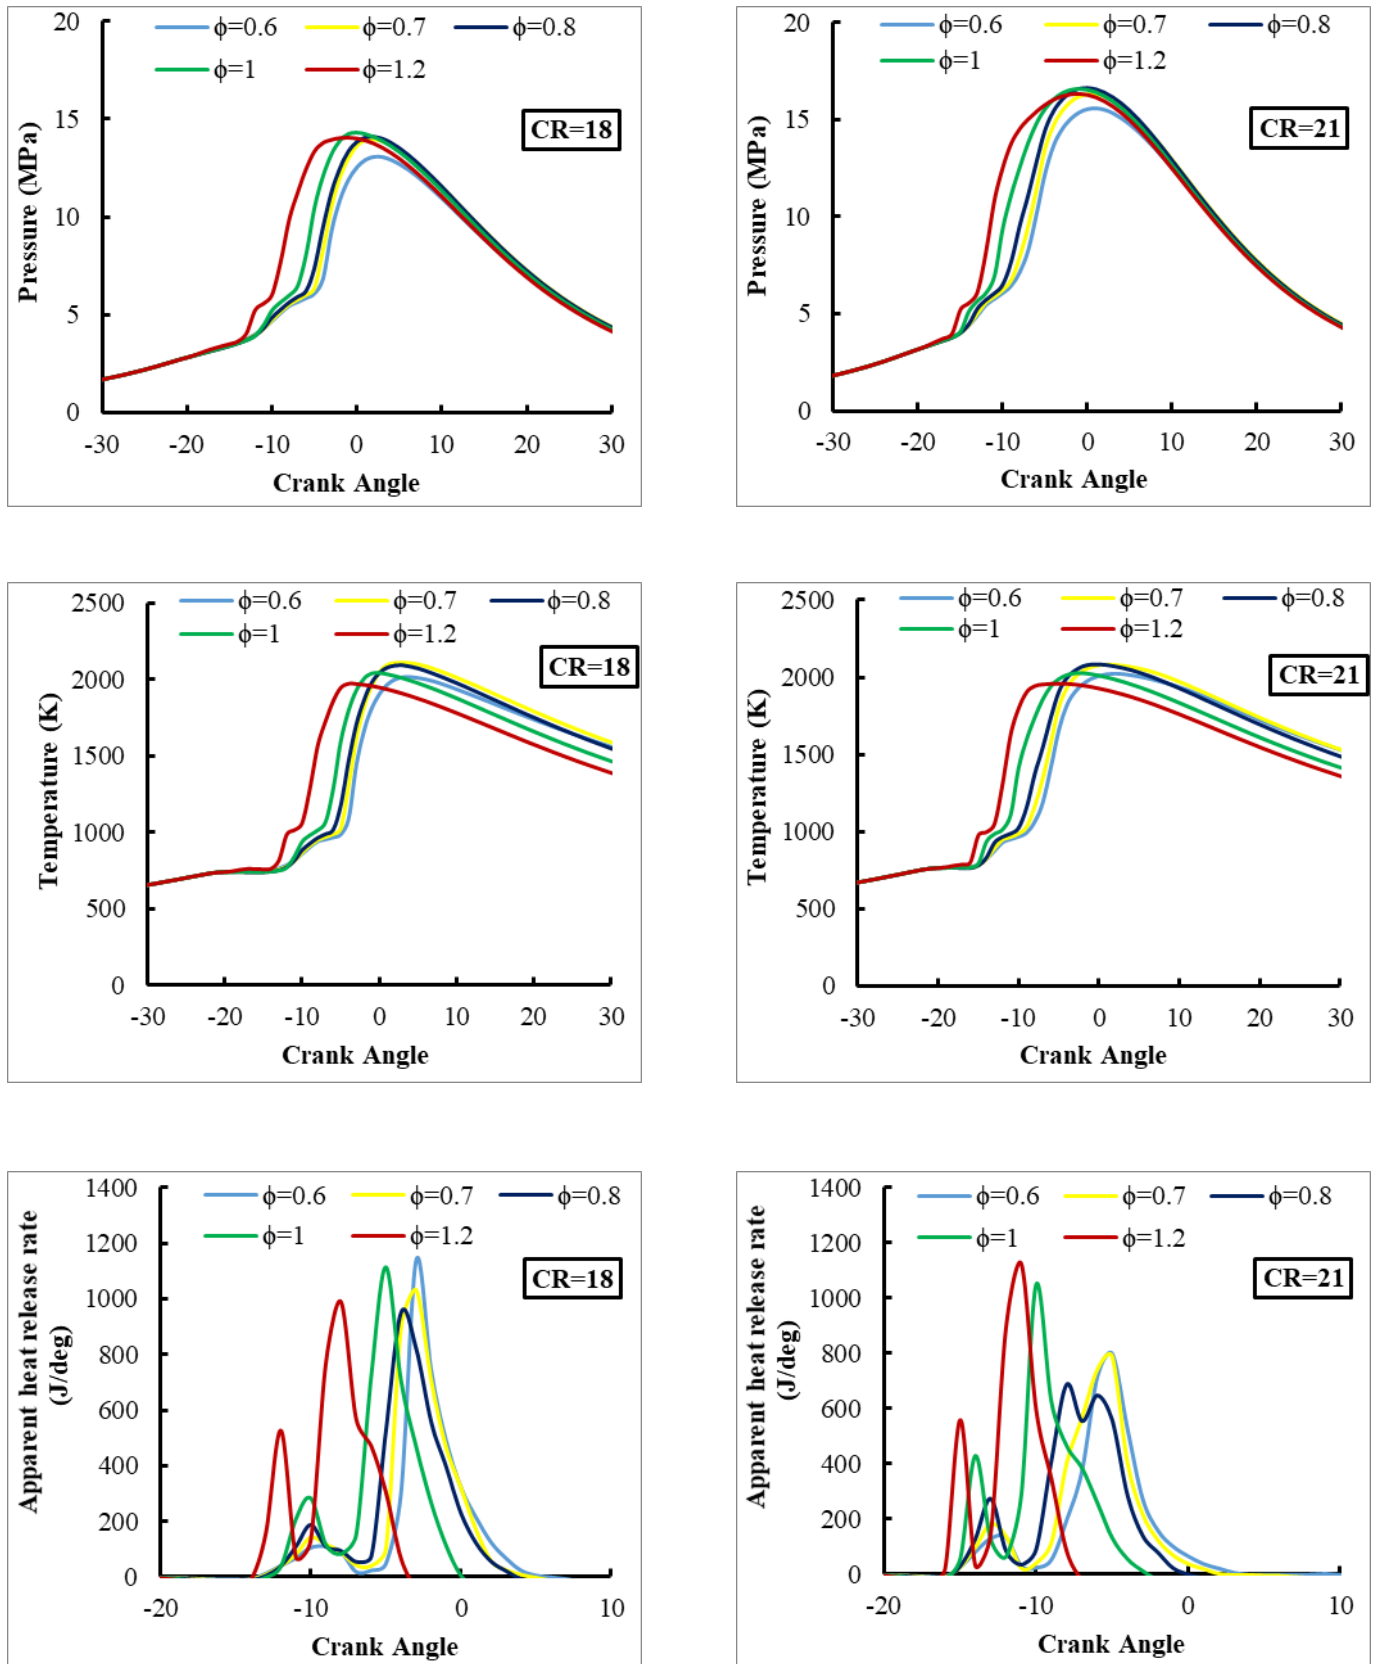 20
15
10
5
0
Pressure (MPa)
ϕ=0.6 ϕ=0.7 ϕ=0.8
ϕ=1 ϕ=1.2
CR=18
-30 -20 -10 0 10 20 30
Crank Angle
20
15
10
5
0
Pressure (MPa)
ϕ=0.6 ϕ=0.7 ϕ=0.8
ϕ=1 ϕ=1.2
CR=21
-30 -20 -10 0 10 20 30
Crank Angle
2500
2000
1500
1000
500
0
Temperature (K)
ϕ=0.6 ϕ=0.7 ϕ=0.8
ϕ=1 ϕ=1.2
CR=18
-30 -20 -10 0 10 20 30
Crank Angle
2500
2000
1500
1000
500
0
Temperature (K)
ϕ=0.6 ϕ=0.7 ϕ=0.8
ϕ=1 ϕ=1.2
CR=21
-30 -20 -10 0 10 20 30
Crank Angle
1400
1200
1000
800
600
400
200
0
Apparent heat release rate
(J/deg)
ϕ=0.6 ϕ=0.7 ϕ=0.8
ϕ=1 ϕ=1.2
CR=18
-20 -10 0 10
Crank Angle
1400
1200
1000
800
600
400
200
0
Apparent heat release rate
(J/deg)
ϕ=0.6 ϕ=0.7 ϕ=0.8
ϕ=1 ϕ=1.2
CR=21
-20 -10 0 10
Crank Angle